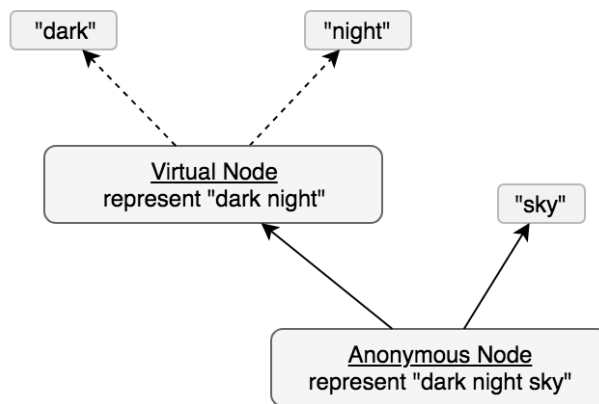 "dark"
"night"
Virtual Node
represent "dark night"
"sky"
Anonymous Node
represent "dark night sky"